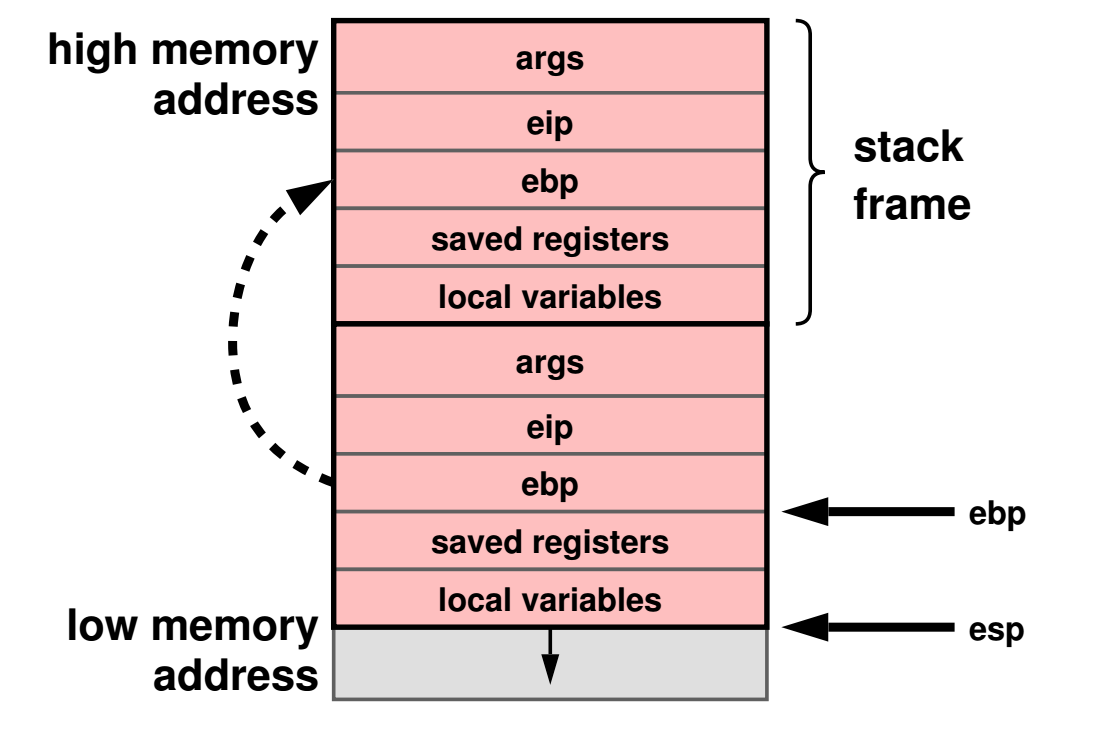 high memory
address
args
eip
ebp
saved registers
local variables
stack
frame
args
eip
ebp
saved registers
local variables
ebp
esp
low memory
address